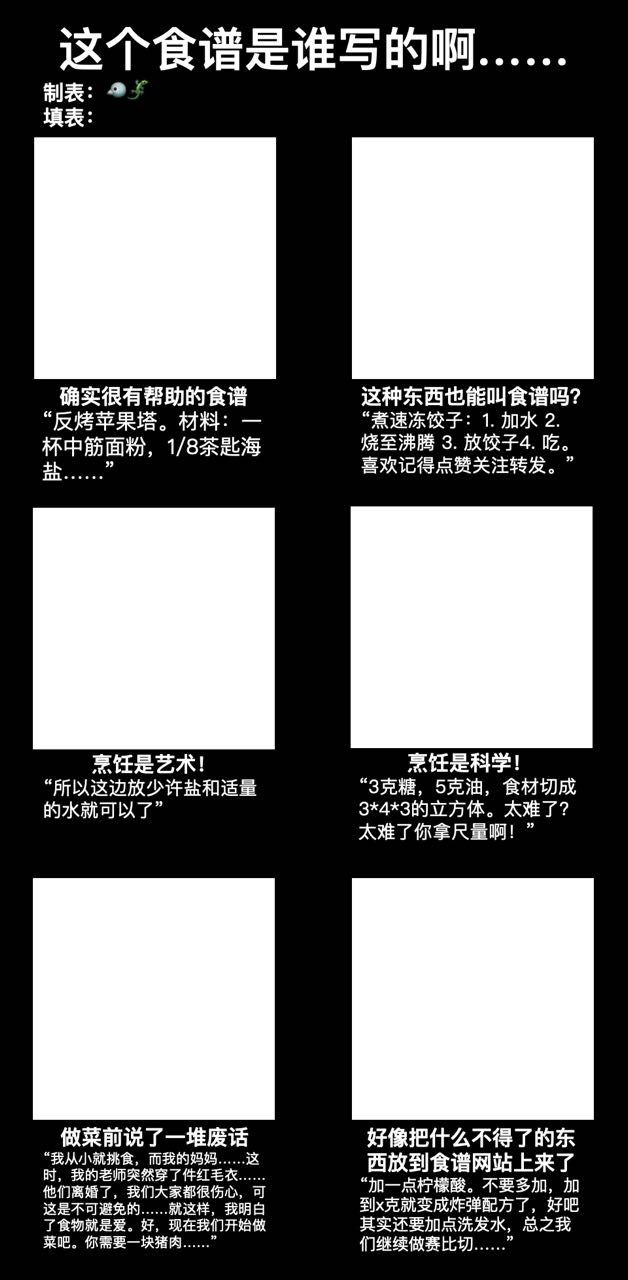 这个食谱是谁写的啊……
制表：🐦🦎
填表：
确实很有帮助的食谱
“反烤苹果塔。材料：一
杯中筋面粉，1/8茶匙海
盐……”
这种东西也能叫食谱吗？
“煮速冻饺子：1. 加水 2.
烧至沸腾 3. 放饺子4. 吃。
喜欢记得点赞关注转发。”
烹饪是艺术！
“所以这边放少许盐和适量
的水就可以了”
烹饪是科学！
“3克糖，5克油，食材切成
3*4*3的立方体。太难了？
太难了你拿尺量啊！”
做菜前说了一堆废话
“我从小就挑食，而我的妈妈……这
时，我的老师突然穿了件红毛衣……
他们离婚了，我们大家都很伤心，可
这是不可避免的……就这样，我明白
了食物就是爱。好，现在我们开始做
菜吧。你需要一块猪肉……”
好像把什么不得了的东
西放到食谱网站上来了
“加一点柠檬酸。不要多加，加
到x克就变成炸弹配方了，好吧
其实还要加点洗发水，总之我
们继续做赛比切……”